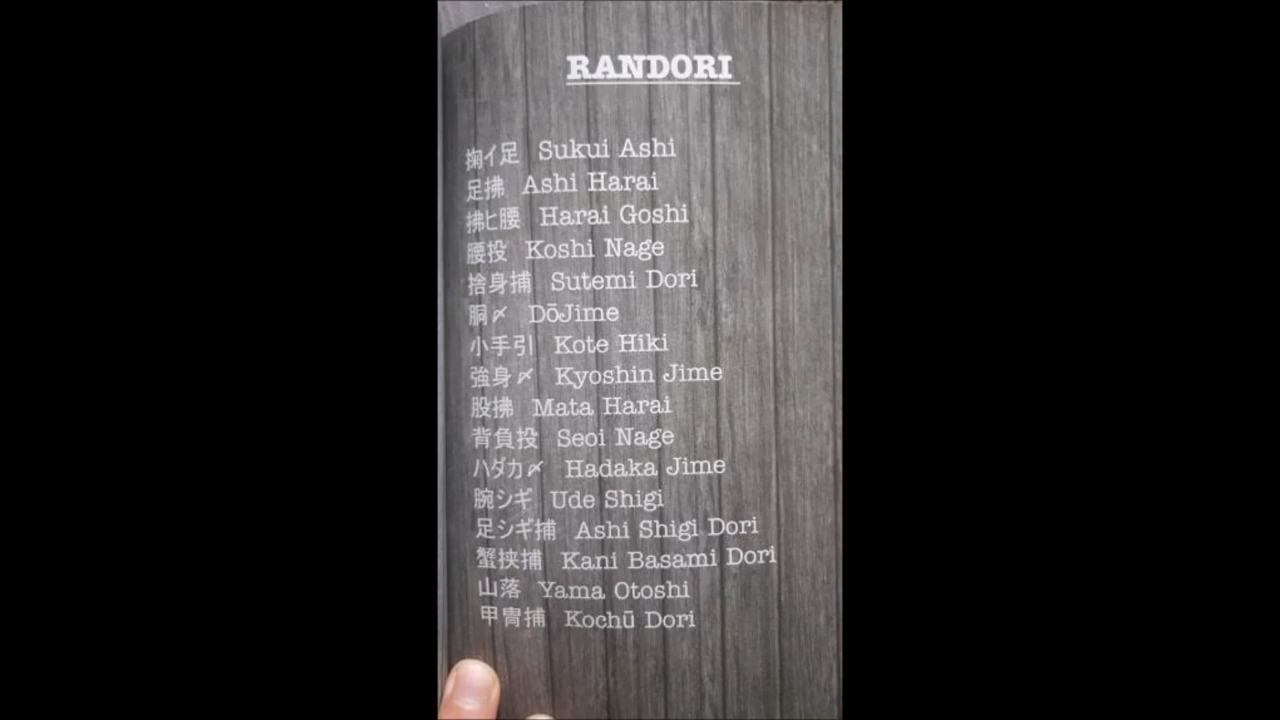 RANDORI
掬イ足 Sukui Ashi
足拂 Ashi Harai
拂ヒ腰 Harai Goshi
腰投 Koshi Nage
捨身捕 Sutemi Dori
胴〆 DōJime
小手引 Kote Hiki
強身〆 Kyoshin Jime
股拂 Mata Harai
背負投 Seoi Nage
ハダカ〆 Hadaka Jime
腕シギ Ude Shigi
足シギ捕 Ashi Shigi Dori
蟹挟捕 Kani Basami Dori
山落 Yama Otoshi
甲冑捕 Kochū Dori